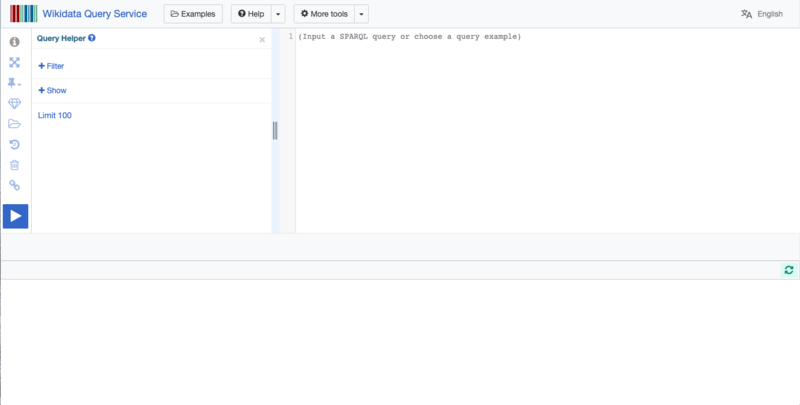 Wikidata Query Service
Examples
Help
More tools
English
Query Helper
Filter
Show
Limit 100
1 (Input a SPARQL query or choose a query example)